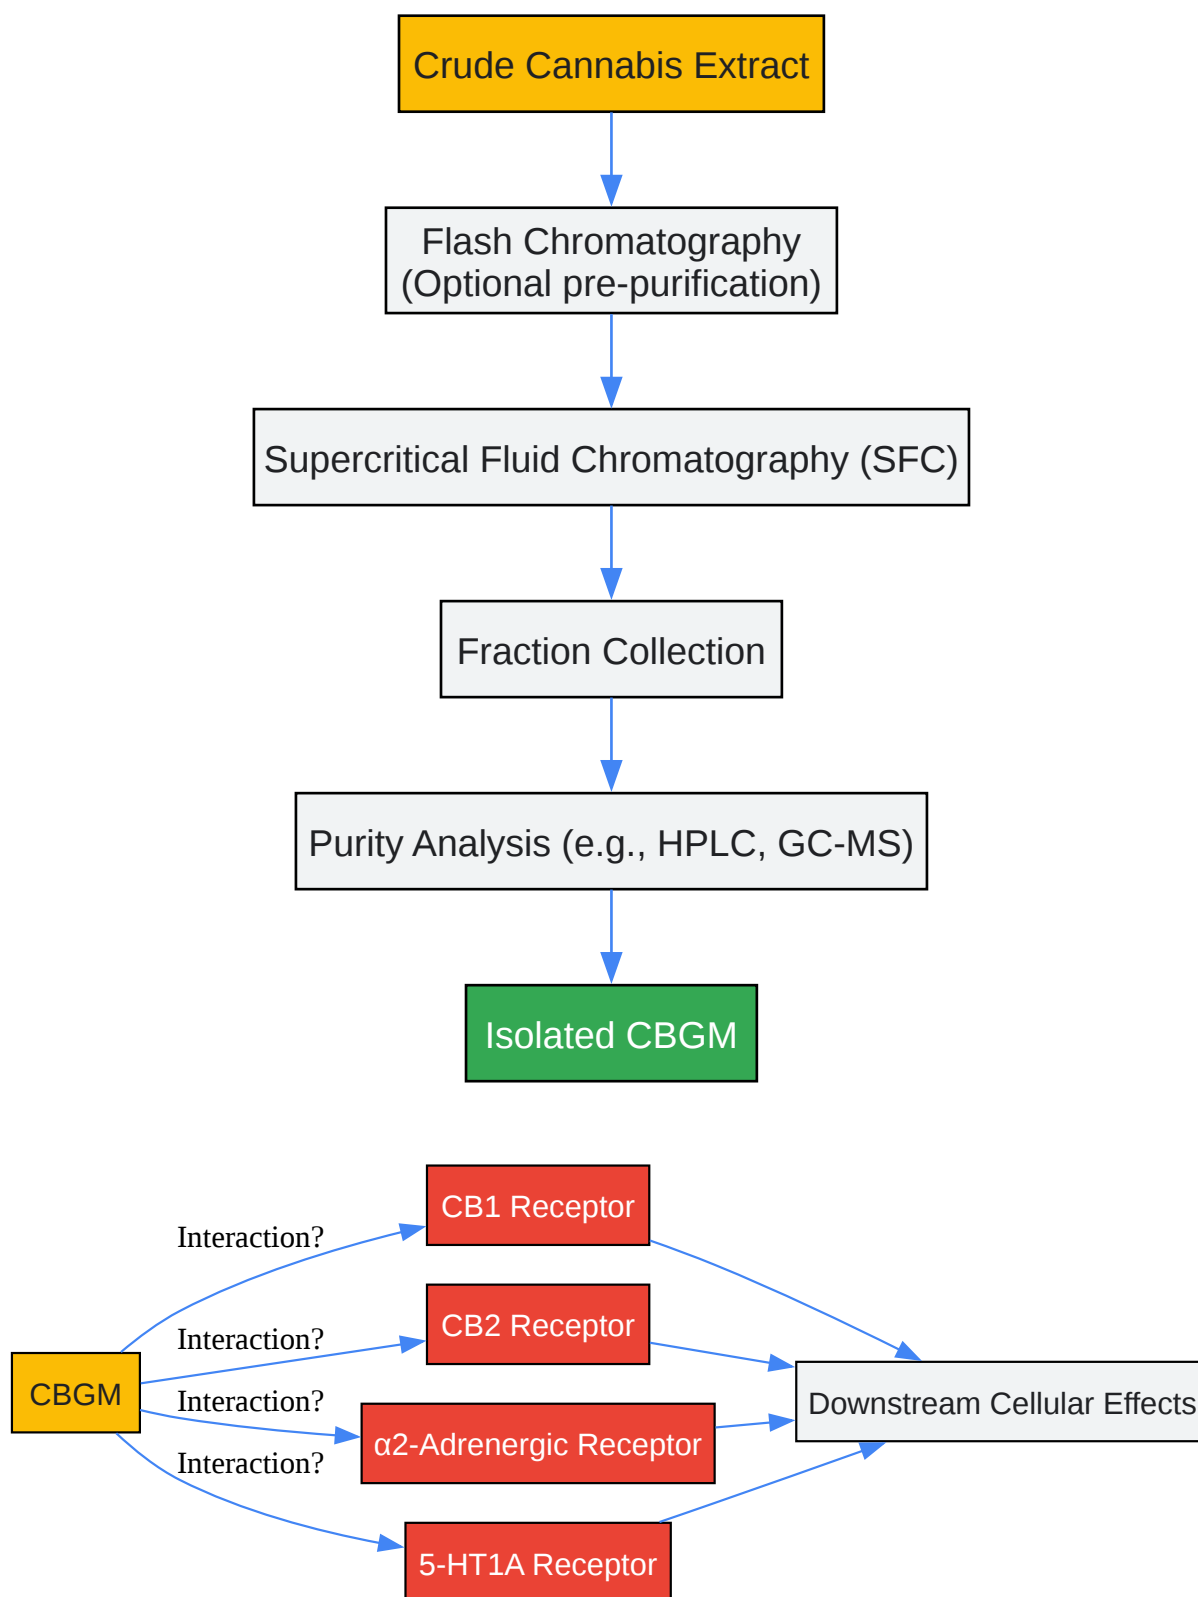 Crude Cannabis Extract
Flash Chromatography
(Optional pre-purification)
Supercritical Fluid Chromatography (SFC)
Fraction Collection
Purity Analysis (e.g., HPLC, GC-MS)
Isolated CBGM
CB1 Receptor
Interaction?
CB2 Receptor
Interaction?
CBGM
Interaction?
Downstream Cellular Effects
α2-Adrenergic Receptor
Interaction?
5-HT1A Receptor